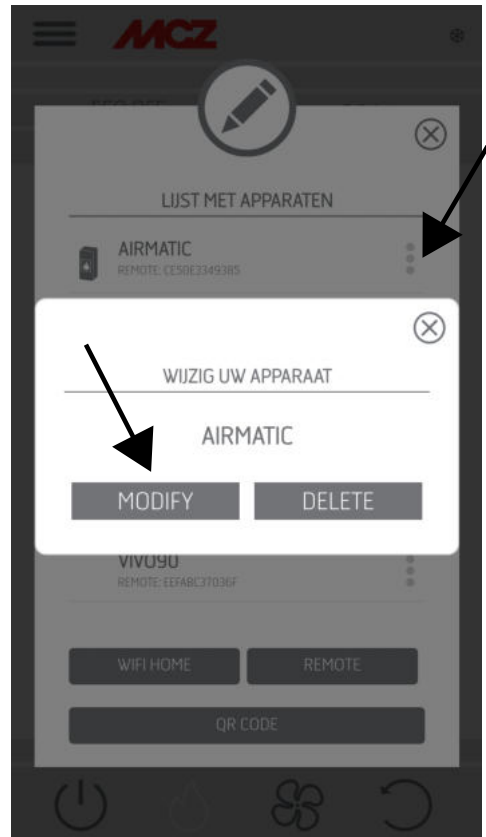 MCZ
LIJST MET APPARATEN
AIRMATIC
REMOTE: CE50E3349385
WIJZIG UW APPARAAT
AIRMATIC
MODIFY DELETE
VIVO90
REMOTE: EEFABC37036F
WIFI HOME REMOTE
QR CODE